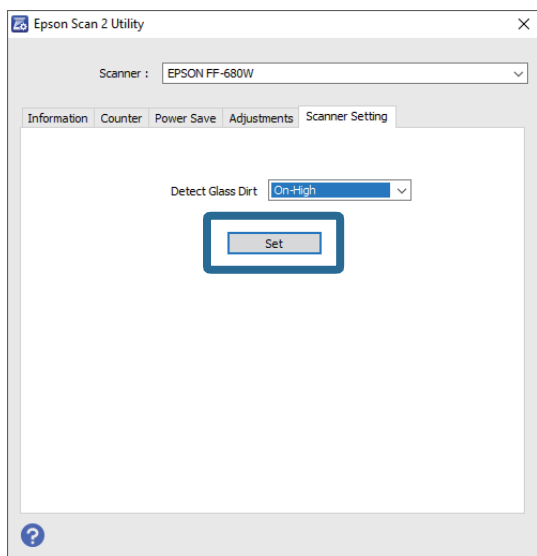 Epson Scan 2 Utility
Scanner : EPSON FF-680W
Information Counter Power Save Adjustments Scanner Setting
Detect Glass Dirt On-High
Set
?